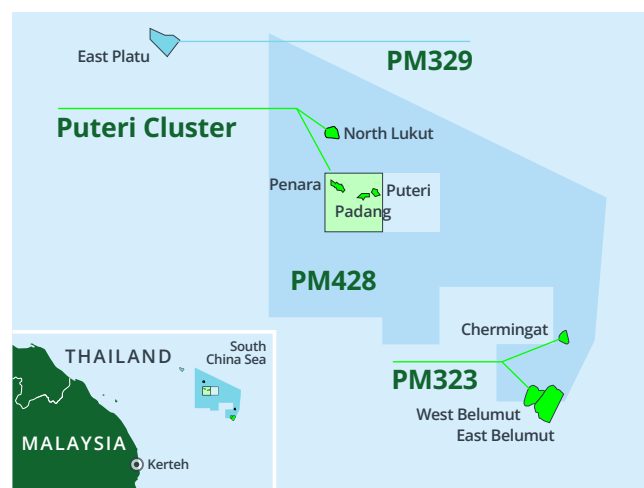 East Platu
PM329
Puteri Cluster
North Lukut
Penara
Puteri
Padang
PM428
Chermingat
PM323
West Belumut
East Belumut
South
China Sea
THAILAND
MALAYSIA
Kerteh